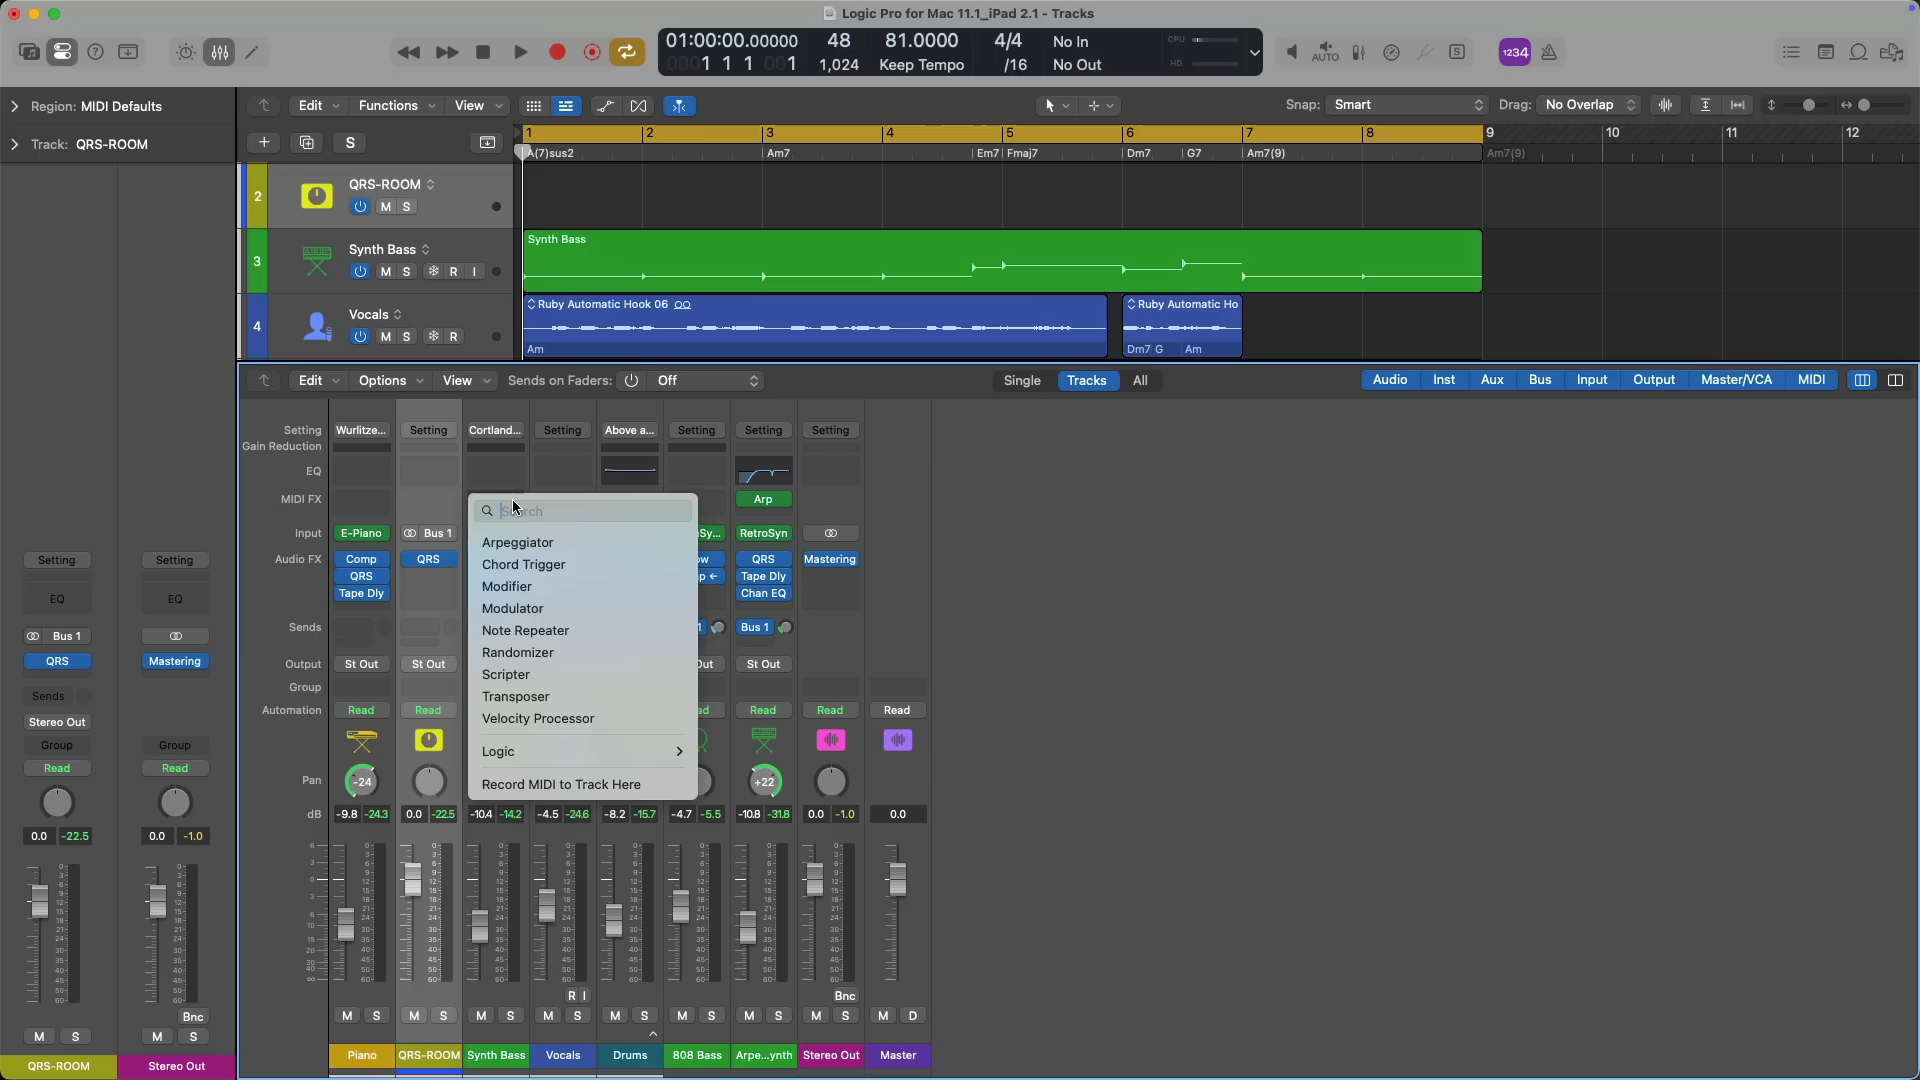 Logic Pro for Mac 11.1_iPad 2.1 - Tracks
01:00:00.00000 48 81.0000 4/4 No In CPU
1 1 1 001 1,024 Keep Tempo /16 No Out HD
AUTO S 1234
Region: MIDI Defaults
Edit Functions View Snap: Smart Drag: No Overlap
Track: QRS-ROOM
S
1 2 3 4 5 6 7 8 9 10 11 12
A(7)sus2 Am7 Em7 Fmaj7 Dm7 G7 Am7(9) Am7(9)
2 QRS-ROOM
M S
3 Synth Bass
M S R I
Synth Bass
4 Vocals
M S R
Ruby Automatic Hook 06 Ruby Automatic Ho
Am Dm7 G Am
Edit Options View Sends on Faders: Off Single Tracks All Audio Inst Aux Bus Input Output Master/VCA MIDI
Setting Wurlitze... Setting Cortland... Setting Above a... Setting Setting Setting
Gain Reduction
EQ
MIDI FX Arp
Input E-Piano Bus 1 RetroSyn
Audio FX Comp QRS QRS Mastering
QRS Tape Dly
Tape Dly Chan EQ
Sends Bus 1
Output St Out St Out St Out
Group
Automation Read Read Read Read Read
Pan -24 +22
dB -9.8 -24.3 0.0 -22.5 -10.4 -14.2 -4.5 -24.6 -8.2 -15.7 -4.7 -5.5 -10.8 -31.8 0.0 -1.0 0.0
Search
Arpeggiator
Chord Trigger
Modifier
Modulator
Note Repeater
Randomizer
Scripter
Transposer
Velocity Processor
Logic
Record MIDI to Track Here
Setting Setting
EQ EQ
Bus 1
QRS Mastering
Sends
Stereo Out
Group Group
Read Read
0.0 -22.5 0.0 -1.0
R I Bnc
M S M S M S M S M S M S M S M S M D
Bnc
M S M S
Piano QRS-ROOM Synth Bass Vocals Drums 808 Bass Arpe...ynth Stereo Out Master
QRS-ROOM Stereo Out